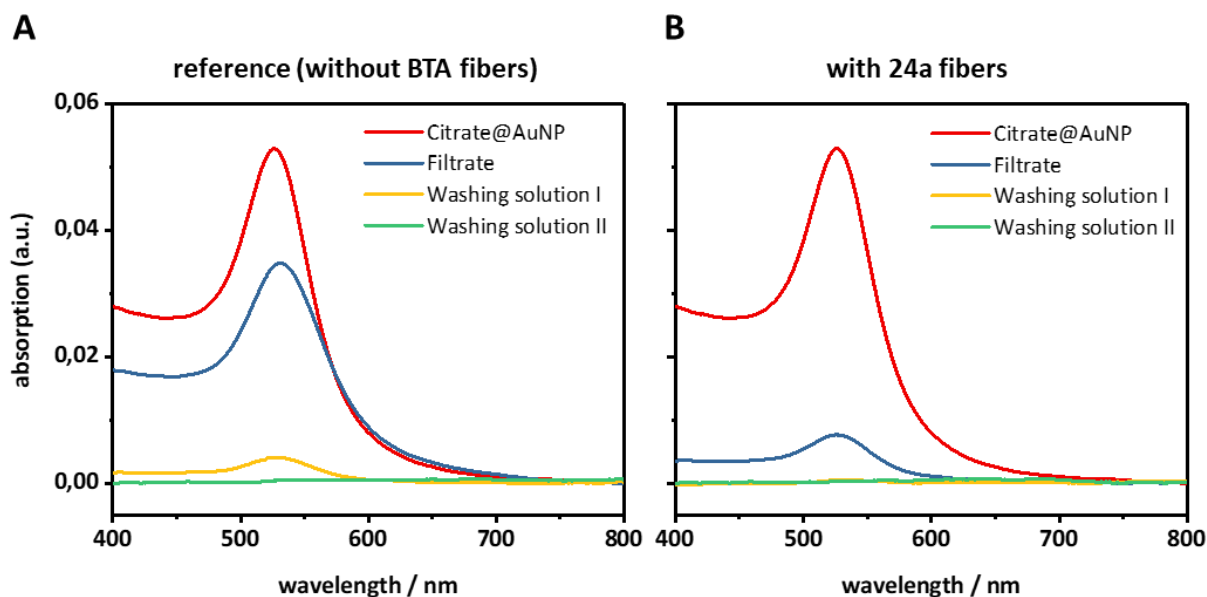 A
reference (without BTA fibers)
0,06
0,04
0,02
0,00
absorption (a.u.)
Citrate@AuNP
Filtrate
Washing solution I
Washing solution II
400
500
600
700
800
wavelength / nm
B
with 24a fibers
Citrate@AuNP
Filtrate
Washing solution I
Washing solution II
400
500
600
700
800
wavelength / nm